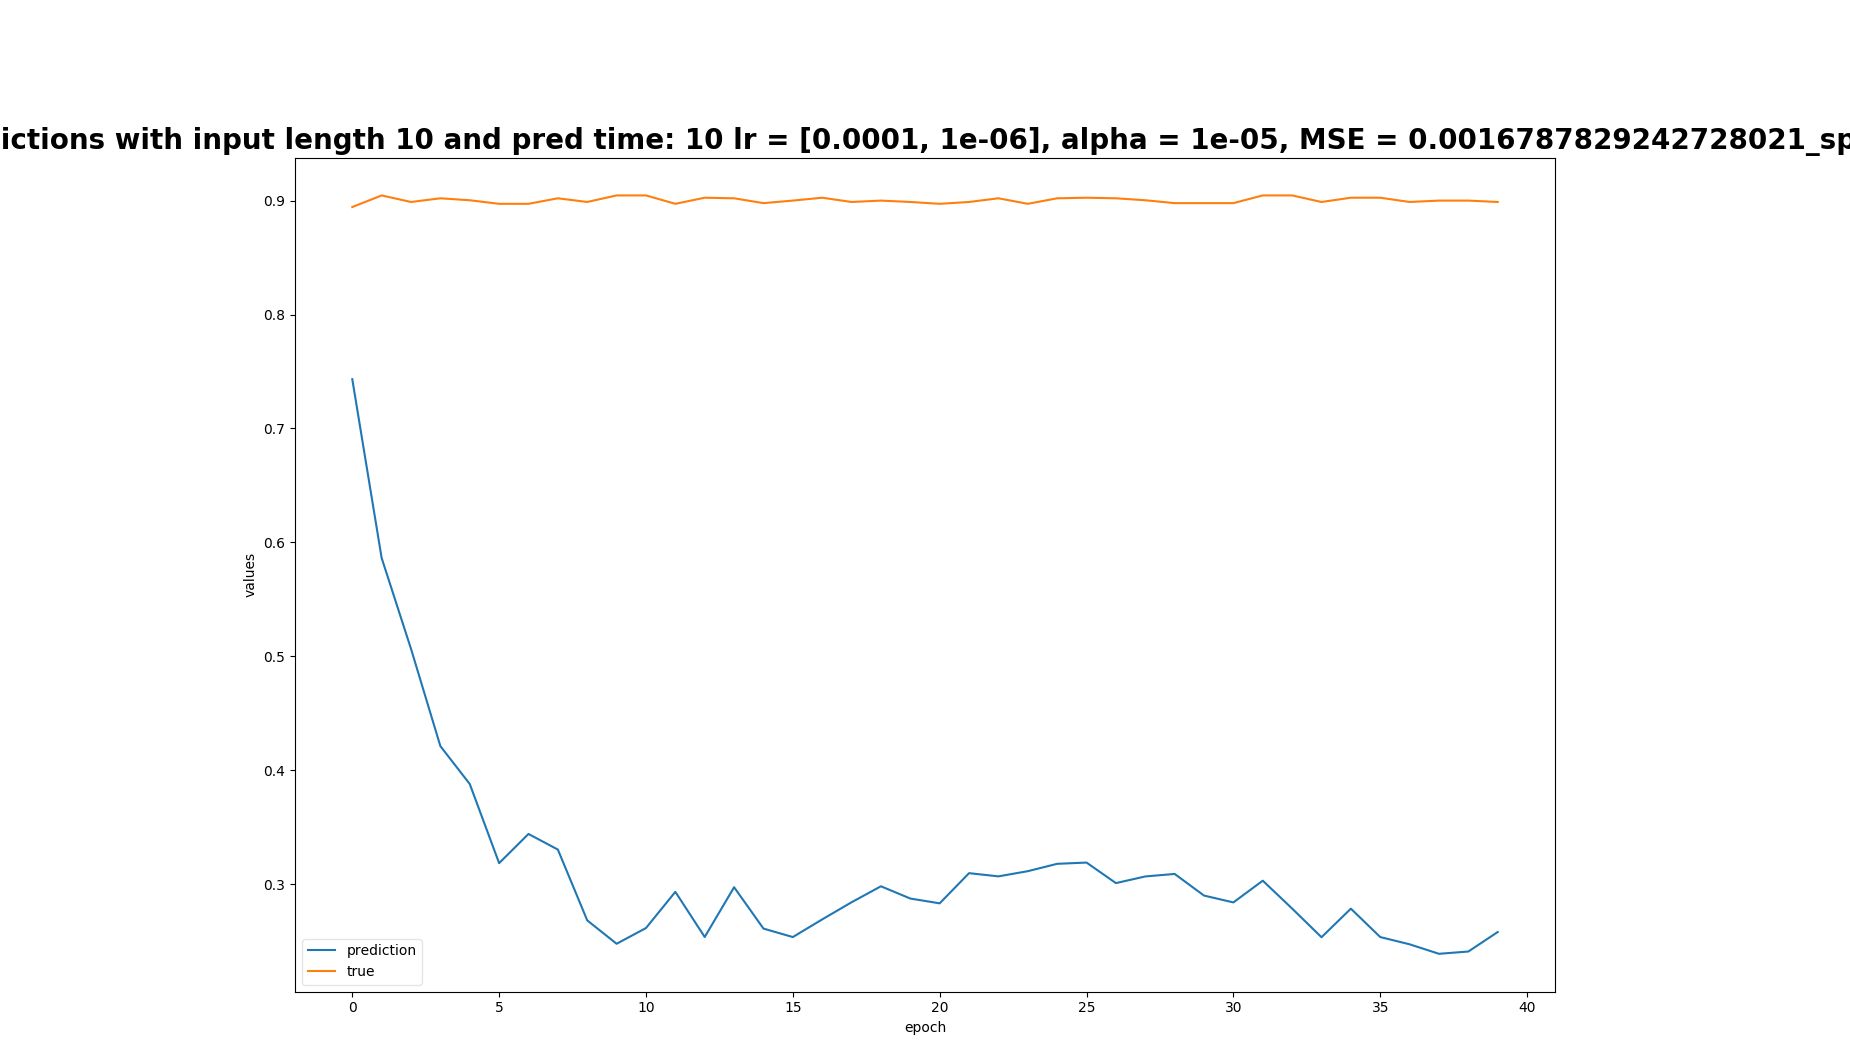 ictions with input length 10 and pred time: 10 lr = [0.0001, 1e-06], alpha = 1e-05, MSE = 0.0016787829242728021_sp
0.9
0.8
0.7
0.6
0.5
0.4
0.3
values
prediction
true
0 5 10 15 20 25 30 35 40
epoch